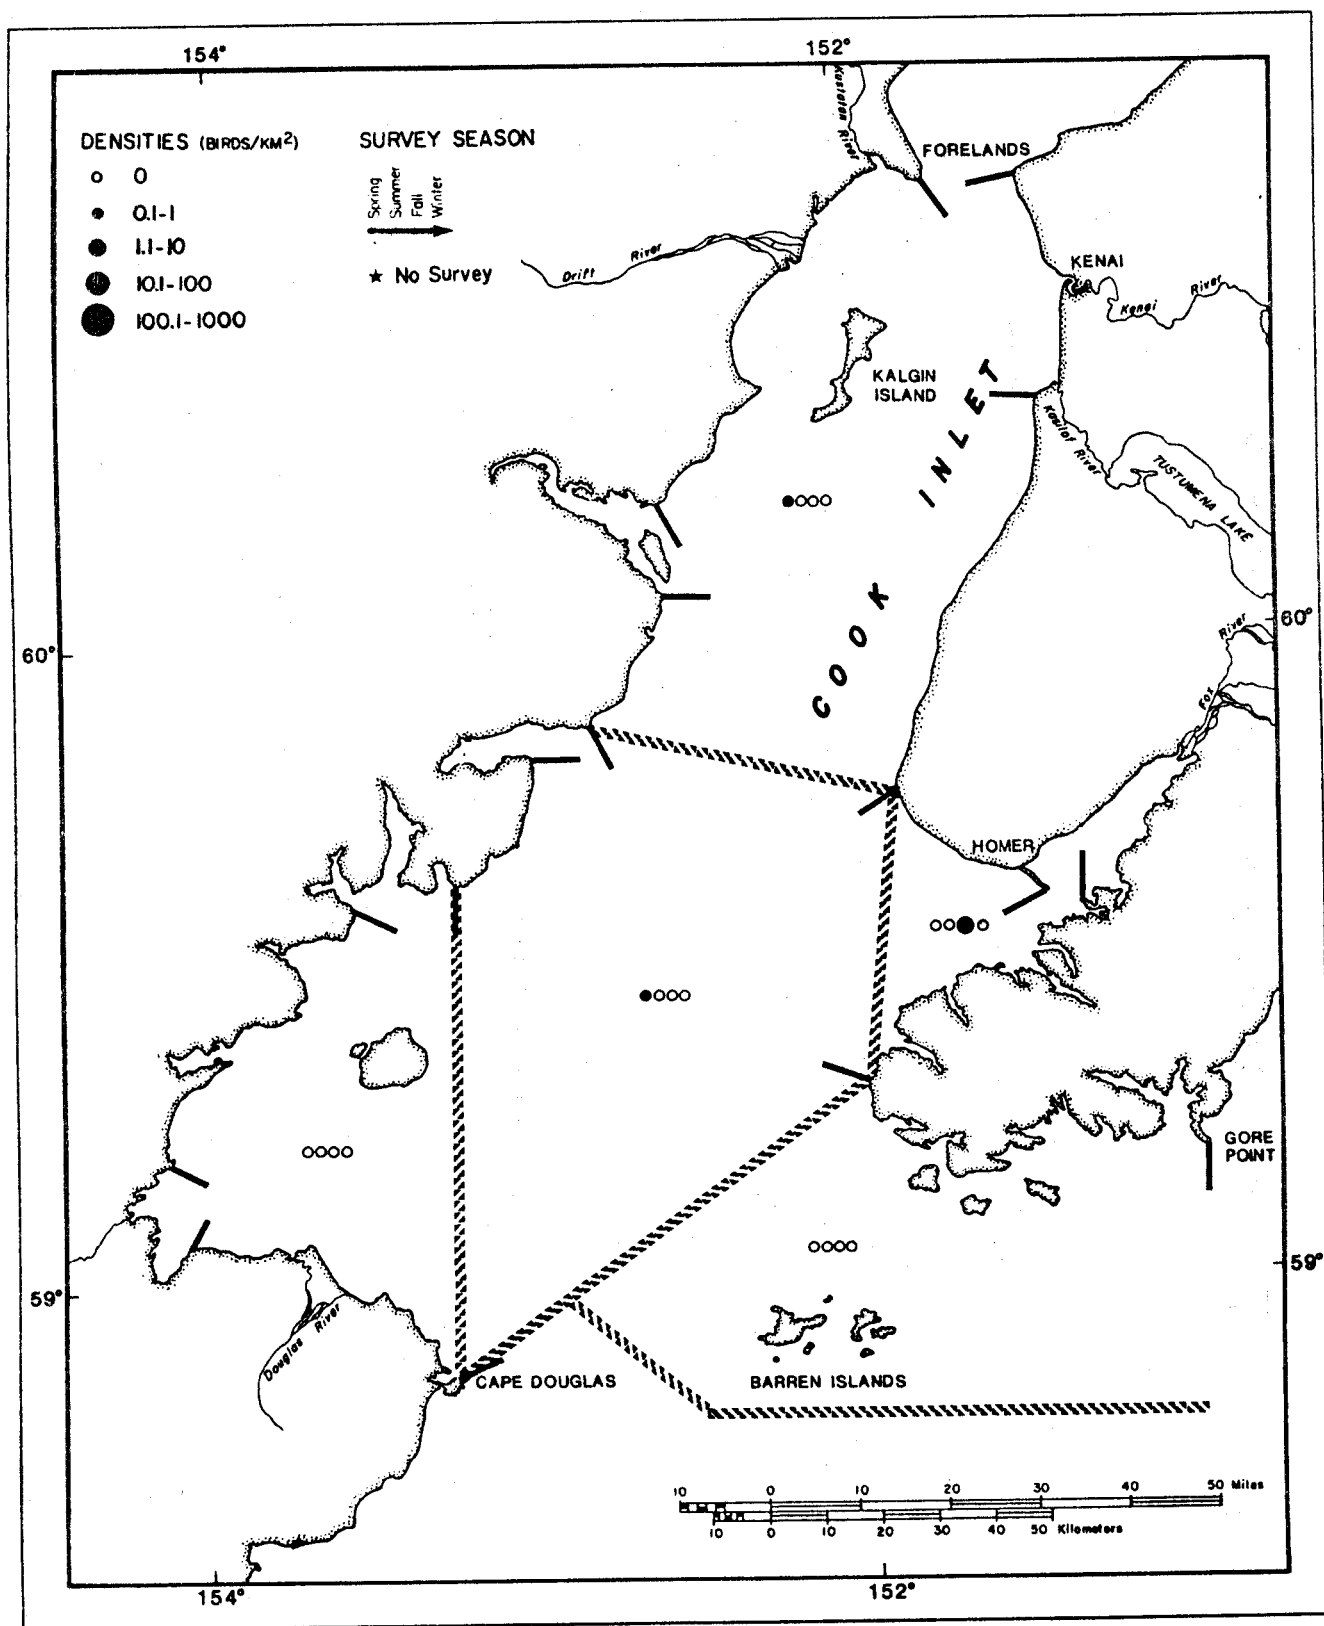 154°
152°
DENSITIES (BIRDS/KM²)
0
0.1-1
1.1-10
10.1-100
100.1-1000
SURVEY SEASON
Spring
Summer
Fall
Winter
★ No Survey
Kustatan River
FORELANDS
Drift River
KENAI
Kenai River
KALGIN
ISLAND
COOK INLET
Kasilof River
TUSTUMENA LAKE
60°
60°
Fox River
HOMER
GORE
POINT
59°
59°
Douglas River
CAPE DOUGLAS
BARREN ISLANDS
10 0 10 20 30 40 50 Miles
10 0 10 20 30 40 50 Kilometers
154°
152°